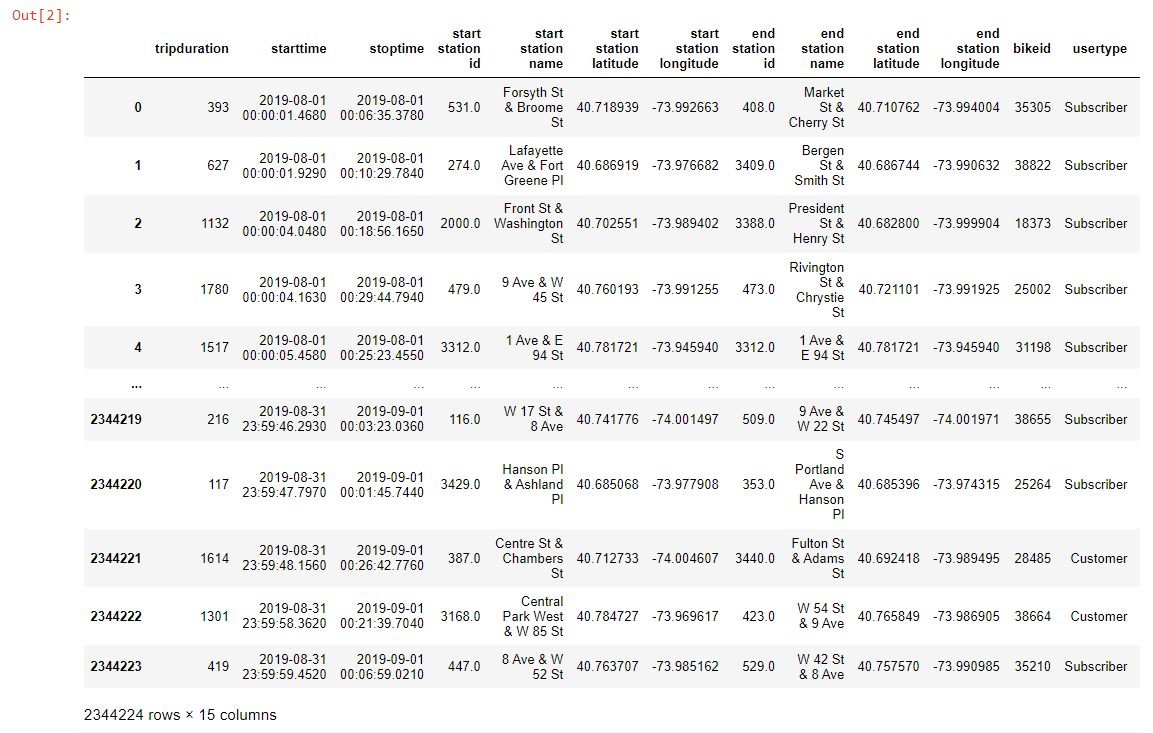 Out[2]:
tripduration starttime stoptime start station id start station name start station latitude start station longitude end station id end station name end station latitude end station longitude bikeid usertype
0 393 2019-08-01 00:00:01.4680 2019-08-01 00:06:35.3780 531.0 Forsyth St & Broome St 40.718939 -73.992663 408.0 Market St & Cherry St 40.710762 -73.994004 35305 Subscriber
1 627 2019-08-01 00:00:01.9290 2019-08-01 00:10:29.7840 274.0 Lafayette Ave & Fort Greene Pl 40.686919 -73.976682 3409.0 Bergen St & Smith St 40.686744 -73.990632 38822 Subscriber
2 1132 2019-08-01 00:00:04.0480 2019-08-01 00:18:56.1650 2000.0 Front St & Washington St 40.702551 -73.989402 3388.0 President St & Henry St 40.682800 -73.999904 18373 Subscriber
3 1780 2019-08-01 00:00:04.1630 2019-08-01 00:29:44.7940 479.0 9 Ave & W 45 St 40.760193 -73.991255 473.0 Rivington St & Chrystie St 40.721101 -73.991925 25002 Subscriber
4 1517 2019-08-01 00:00:05.4580 2019-08-01 00:25:23.4550 3312.0 1 Ave & E 94 St 40.781721 -73.945940 3312.0 1 Ave & E 94 St 40.781721 -73.945940 31198 Subscriber
... ... ... ... ... ... ... ... ... ... ... ... ... ...
2344219 216 2019-08-31 23:59:46.2930 2019-09-01 00:03:23.0360 116.0 W 17 St & 8 Ave 40.741776 -74.001497 509.0 9 Ave & W 22 St 40.745497 -74.001971 38655 Subscriber
2344220 117 2019-08-31 23:59:47.7970 2019-09-01 00:01:45.7440 3429.0 Hanson Pl & Ashland Pl 40.685068 -73.977908 353.0 S Portland Ave & Hanson Pl 40.685396 -73.974315 25264 Subscriber
2344221 1614 2019-08-31 23:59:48.1560 2019-09-01 00:26:42.7760 387.0 Centre St & Chambers St 40.712733 -74.004607 3440.0 Fulton St & Adams St 40.692418 -73.989495 28485 Customer
2344222 1301 2019-08-31 23:59:58.3620 2019-09-01 00:21:39.7040 3168.0 Central Park West & W 85 St 40.784727 -73.969617 423.0 W 54 St & 9 Ave 40.765849 -73.986905 38664 Customer
2344223 419 2019-08-31 23:59:59.4520 2019-09-01 00:06:59.0210 447.0 8 Ave & W 52 St 40.763707 -73.985162 529.0 W 42 St & 8 Ave 40.757570 -73.990985 35210 Subscriber
2344224 rows × 15 columns